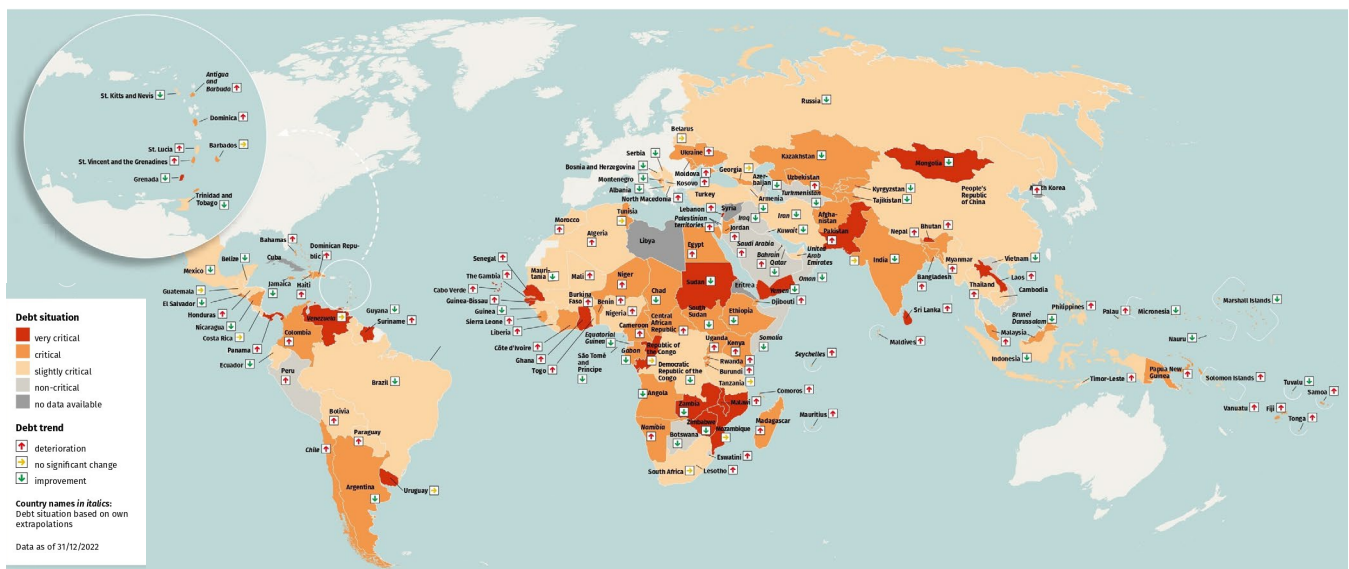 Antigua
and
Barbuda
St. Kitts and Nevis
Dominica
St. Lucia
Barbados
St. Vincent and the Grenadines
Grenada
Trinidad and
Tobago
Bahamas
Dominican Repu-
blic
Belize
Cuba
Mexico
Jamaica
Haiti
Guatemala
El Salvador
Honduras
Nicaragua
Costa Rica
Panama
Ecuador
Venezuela
Colombia
Guyana
Suriname
Peru
Brazil
Bolivia
Paraguay
Chile
Argentina
Uruguay
Debt situation
very critical
critical
slightly critical
non-critical
no data available
Debt trend
deterioration
no significant change
improvement
Country names in italics:
Debt situation based on own
extrapolations
Data as of 31/12/2022
Russia
Belarus
Serbia
Ukraine
Bosnia and Herzegovina
Montenegro
Albania
North Macedonia
Moldova
Kosovo
Turkey
Georgia
Azer-
baijan
Armenia
Kazakhstan
Uzbekistan
Turkmenistan
Kyrgyzstan
Tajikistan
Mongolia
People's
Republic
of China
North Korea
Morocco
Algeria
Tunisia
Libya
Lebanon
Palestinian
territories
Syria
Jordan
Iraq
Iran
Kuwait
Egypt
Saudi Arabia
Bahrain
Qatar
United
Arab
Emirates
Oman
Yemen
Afgha-
nistan
Pakistan
India
Nepal
Bhutan
Bangladesh
Myanmar
Thailand
Vietnam
Laos
Cambodia
Sri Lanka
Maldives
Senegal
The Gambia
Cabo Verde
Guinea-Bissau
Guinea
Sierra Leone
Liberia
Côte d'Ivoire
Ghana
Togo
Mauri-
tania
Mali
Burkina
Faso
Niger
Benin
Nigeria
Chad
Sudan
Eritrea
Djibouti
Ethiopia
South
Sudan
Somalia
Cameroon
Central
African
Republic
Equatorial
Guinea
São Tomé
and
Príncipe
Gabon
Republic of
the Congo
Democratic
Republic of the
Congo
Uganda
Kenya
Rwanda
Burundi
Tanzania
Seychelles
Comoros
Mauritius
Angola
Zambia
Malawi
Zimbabwe
Mozambique
Madagascar
Namibia
Botswana
Eswatini
South Africa
Lesotho
Philippines
Palau
Micronesia
Marshall Islands
Nauru
Brunei
Darussalam
Malaysia
Indonesia
Timor-Leste
Papua New
Guinea
Solomon Islands
Tuvalu
Samoa
Vanuatu
Fiji
Tonga